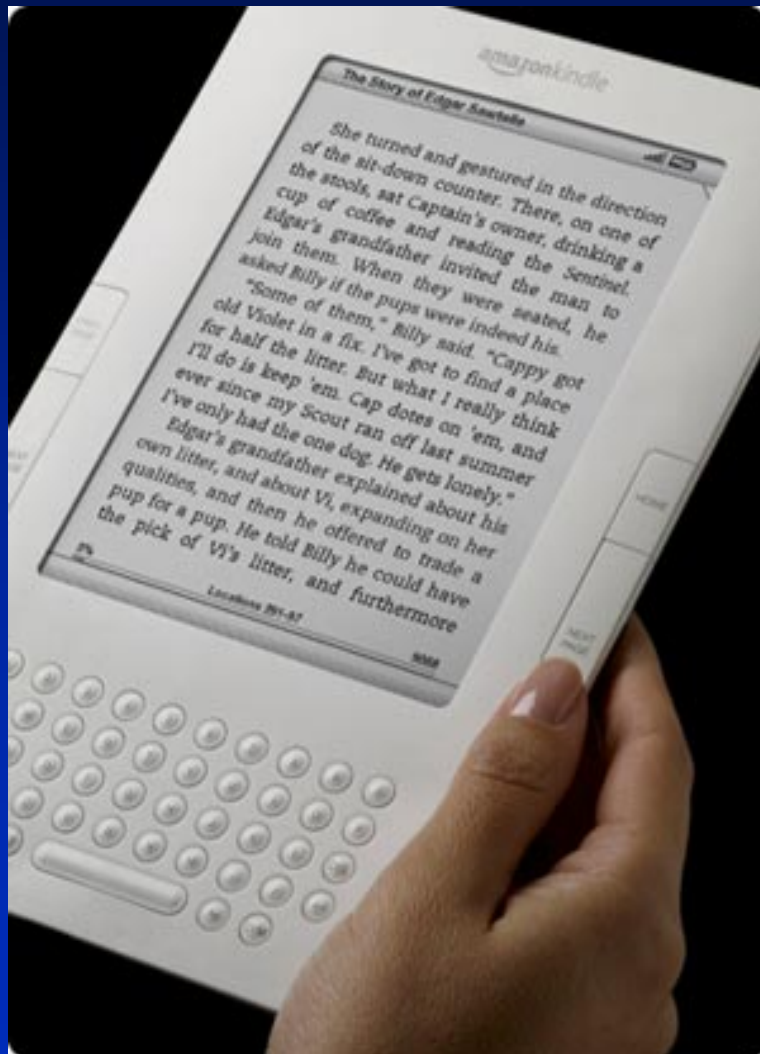 amazonkindle
The Story of Edgar Sawtelle
She turned and gestured in the direction
of the sit-down counter. There, on one of
the stools, sat Captain's owner, drinking a
cup of coffee and reading the Sentinel.
Edgar's grandfather invited the man to
join them. When they were seated, he
asked Billy if the pups were indeed his.
"Some of them," Billy said. "Cappy got
old Violet in a fix. I've got to find a place
for half the litter. But what I really think
I'll do is keep 'em. Cap dotes on 'em, and
ever since my Scout ran off last summer
I've only had the one dog. He gets lonely."
Edgar's grandfather explained about his
own litter, and about Vi, expanding on her
qualities, and then he offered to trade a
pup for a pup. He told Billy he could have
the pick of Vi's litter, and furthermore
Locations
HOME
NEXT
PAGE